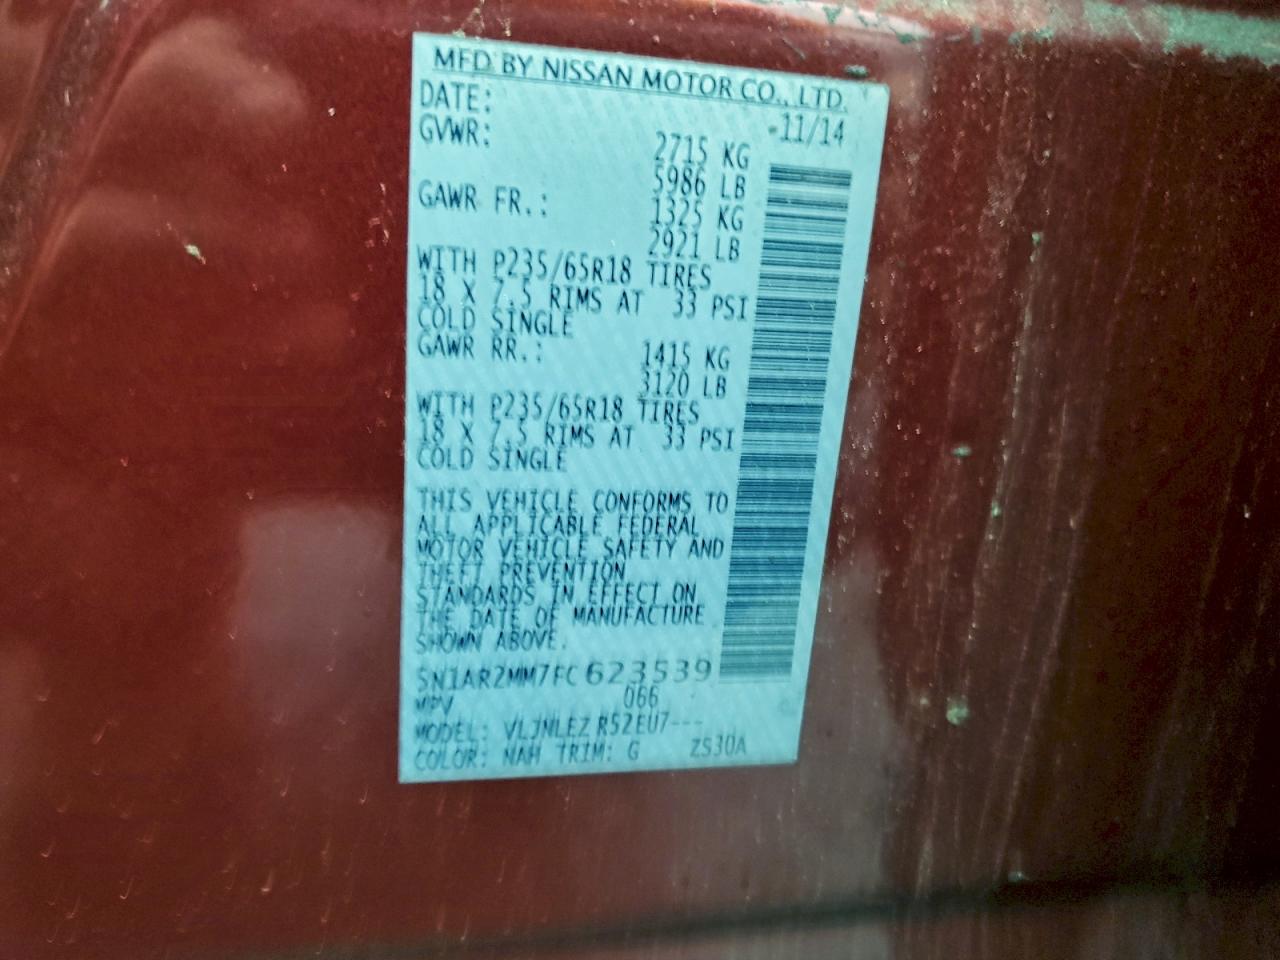 MFD BY NISSAN MOTOR CO., LTD.
DATE: 11/14
GVWR: 2715 KG
5986 LB
GAWR FR.: 1325 KG
2921 LB
WITH P235/65R18 TIRES
18 X 7.5 RIMS AT 33 PSI
COLD SINGLE
GAWR RR.: 1415 KG
3120 LB
WITH P235/65R18 TIRES
18 X 7.5 RIMS AT 33 PSI
COLD SINGLE
THIS VEHICLE CONFORMS TO
ALL APPLICABLE FEDERAL
MOTOR VEHICLE SAFETY AND
THEFT PREVENTION
STANDARDS IN EFFECT ON
THE DATE OF MANUFACTURE
SHOWN ABOVE.
5N1AR2MM7FC623539
MPV 066
MODEL: VLJNLEZ R52EU7---
COLOR: NAH TRIM: G ZS30A